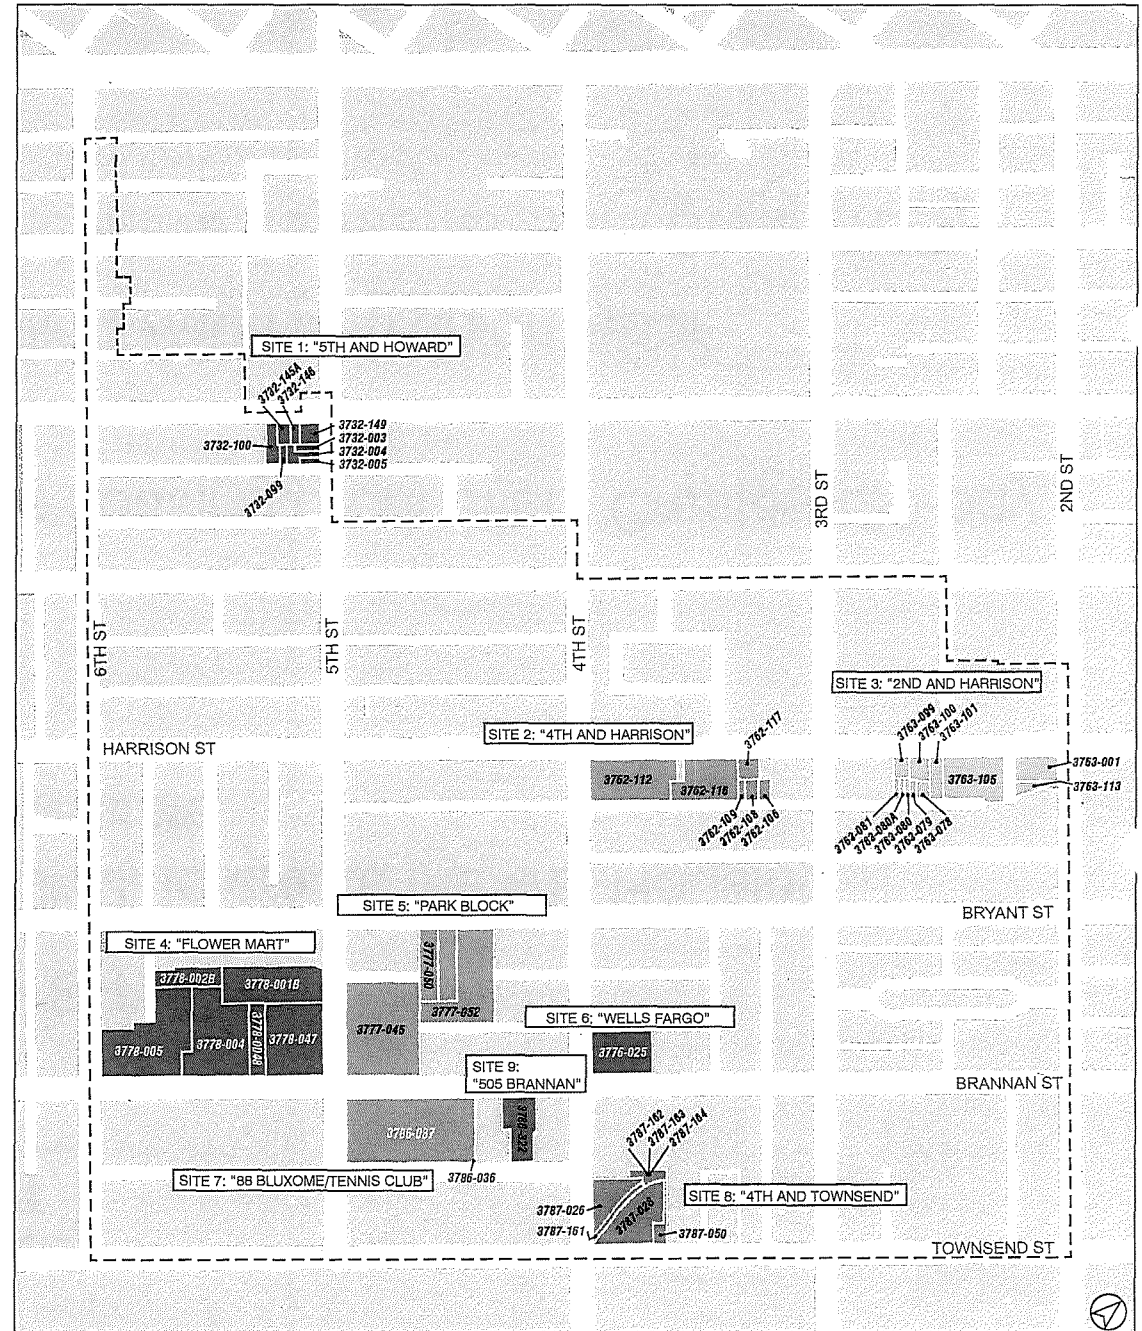 SITE 1: "5TH AND HOWARD"
3732-145A
3732-146
3732-149
3732-003
3732-100
3732-004
3732-005
3732-099
3RD ST
2ND ST
6TH ST
5TH ST
4TH ST
SITE 3: "2ND AND HARRISON"
SITE 2: "4TH AND HARRISON"
HARRISON ST
3762-117
3763-099
3762-100
3763-101
3762-112
3762-116
3763-105
3763-001
3763-113
3762-109
3762-108
3762-106
3763-081
3763-080A
3763-080
3763-079
3763-078
SITE 5: "PARK BLOCK"
BRYANT ST
SITE 4: "FLOWER MART"
3778-002B
3778-001B
3777-050
3777-052
3778-005
3778-004
3778-004B
3778-047
3777-045
SITE 6: "WELLS FARGO"
3776-025
SITE 9:
"505 BRANNAN"
BRANNAN ST
3786-037
3787-162
3787-163
3787-164
SITE 7: "88 BLUXOME/TENNIS CLUB"
3786-036
SITE 8: "4TH AND TOWNSEND"
3787-026
3787-028
3787-161
3787-050
TOWNSEND ST